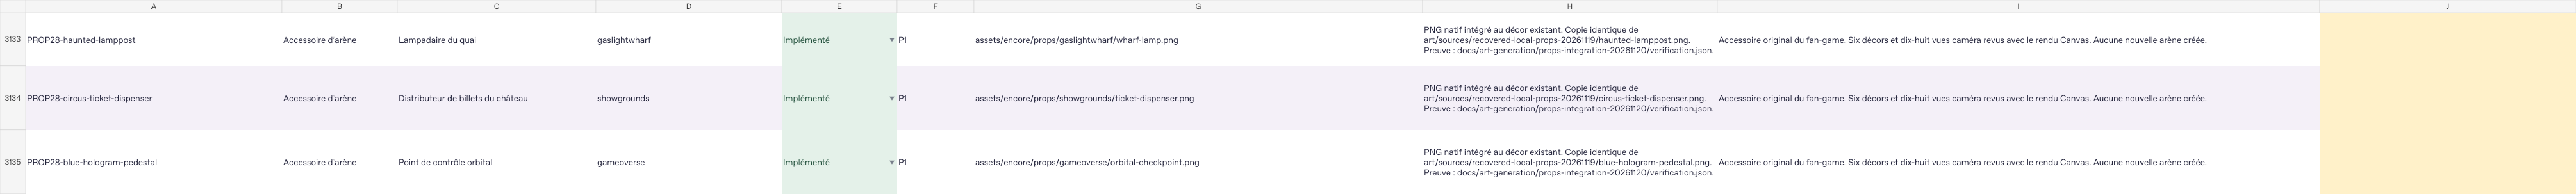 A B C D E F G H I J
3133 PROP28-haunted-lamppost Accessoire d'arène Lampadaire du quai gaslightwharf Implémenté P1 assets/encore/props/gaslightwharf/wharf-lamp.png PNG natif intégré au décor existant. Copie identique de
art/sources/recovered-local-props-20261119/haunted-lamppost.png.
Preuve : docs/art-generation/props-integration-20261120/verification.json.
Accessoire original du fan-game. Six décors et dix-huit vues caméra revus avec le rendu Canvas. Aucune nouvelle arène créée.
3134 PROP28-circus-ticket-dispenser Accessoire d'arène Distributeur de billets du château showgrounds Implémenté P1 assets/encore/props/showgrounds/ticket-dispenser.png PNG natif intégré au décor existant. Copie identique de
art/sources/recovered-local-props-20261119/circus-ticket-dispenser.png.
Preuve : docs/art-generation/props-integration-20261120/verification.json.
Accessoire original du fan-game. Six décors et dix-huit vues caméra revus avec le rendu Canvas. Aucune nouvelle arène créée.
3135 PROP28-blue-hologram-pedestal Accessoire d'arène Point de contrôle orbital gameoverse Implémenté P1 assets/encore/props/gameoverse/orbital-checkpoint.png PNG natif intégré au décor existant. Copie identique de
art/sources/recovered-local-props-20261119/blue-hologram-pedestal.png.
Preuve : docs/art-generation/props-integration-20261120/verification.json.
Accessoire original du fan-game. Six décors et dix-huit vues caméra revus avec le rendu Canvas. Aucune nouvelle arène créée.